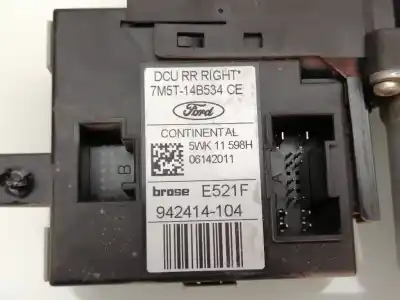 DCU RR RIGHT*
7M5T-14B534 CE
Ford
CONTINENTAL
5WK 11 598H
06142011
brose E521F
942414-104
B